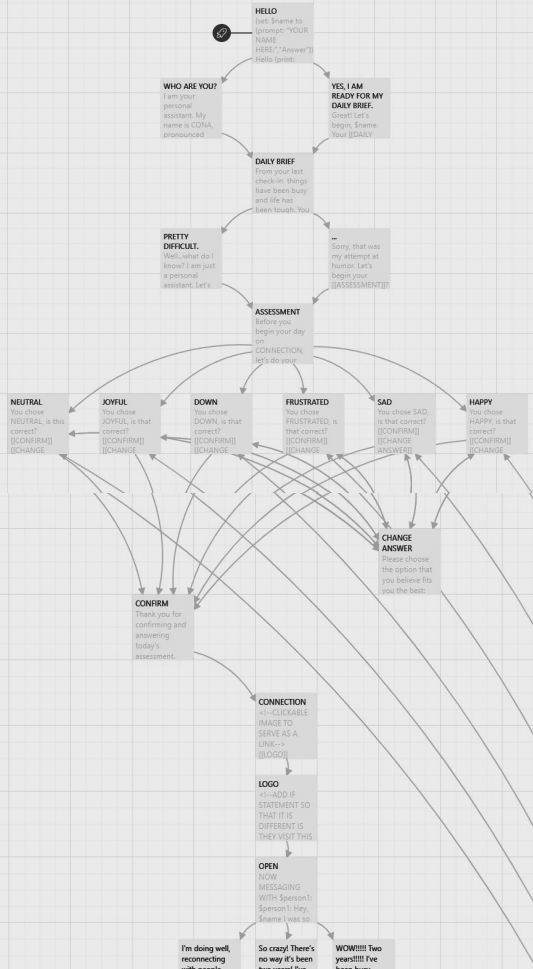 HELLO
(set: $name to
(prompt: "YOUR
NAME
HERE:","Answer"))
Hello (print:
WHO ARE YOU?
I am your
personal
assistant. My
name is CONA,
pronounced
YES, I AM
READY FOR MY
DAILY BRIEF.
Great! Let's
begin, $name.
Your [[DAILY
DAILY BRIEF
From your last
check-in, things
have been busy
and life has
been tough. You
PRETTY
DIFFICULT.
Well...what do I
know? I am just
a personal
assistant. Let's
...
Sorry, that was
my attempt at
humor. Let's
begin your
[[ASSESSMENT]]?
ASSESSMENT
Before you
begin your day
on
CONNECTION,
let's do your
NEUTRAL
You chose
NEUTRAL, is this
correct?
[[CONFIRM]]
[[CHANGE
JOYFUL
You chose
JOYFUL, is that
correct?
[[CONFIRM]]
[[CHANGE
DOWN
You chose
DOWN, is that
correct?
[[CONFIRM]]
[[CHANGE
FRUSTRATED
You chose
FRUSTRATED, is
that correct?
[[CONFIRM]]
[[CHANGE
SAD
You chose SAD,
is that correct?
[[CONFIRM]]
[[CHANGE
ANSWER]]
HAPPY
You chose
HAPPY, is that
correct?
[[CONFIRM]]
[[CHANGE
CHANGE
ANSWER
Please choose
the option that
you believe fits
you the best:
CONFIRM
Thank you for
confirming and
answering
today's
assessment.
CONNECTION
<!--CLICKABLE
IMAGE TO
SERVE AS A
LINK-->
[[LOGO]]
LOGO
<!--ADD IF
STATEMENT SO
THAT IT IS
DIFFERENT IS
THEY VISIT THIS
OPEN
NOW
MESSAGING
WITH $person1:
$person1: Hey,
$name I was so
I'm doing well,
reconnecting
with people
So crazy! There's
no way it's been
two years! I've
WOW!!!!! Two
years!!!!! I've
been busy